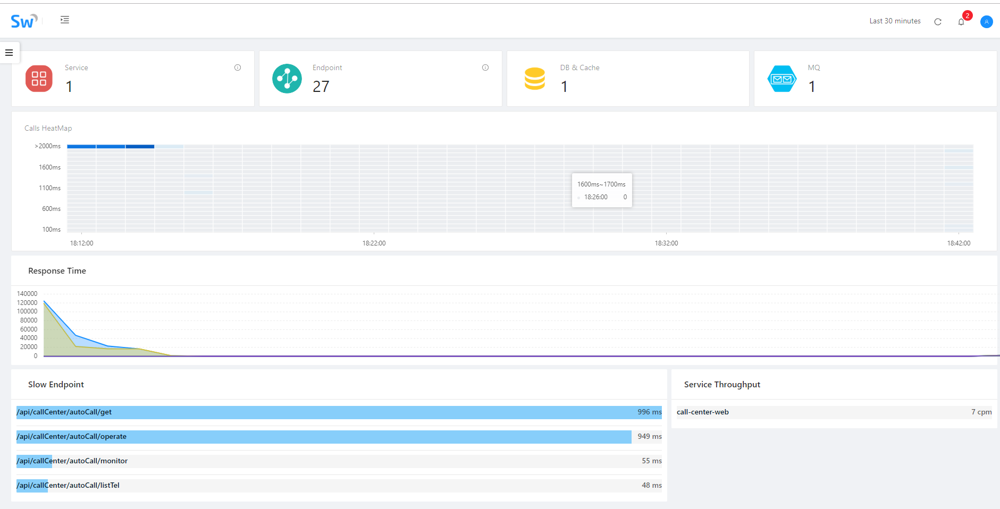 Sw
Last 30 minutes
2
Service
1
Endpoint
27
DB & Cache
1
MQ
1
Calls HeatMap
>2000ms
1600ms
1100ms
600ms
100ms
1600ms~1700ms
18:26:00 0
18:12:00 18:22:00 18:32:00 18:42:00
Response Time
140000
120000
100000
80000
60000
40000
20000
0
Slow Endpoint
/api/callCenter/autoCall/get 996 ms
/api/callCenter/autoCall/operate 949 ms
/api/callCenter/autoCall/monitor 55 ms
/api/callCenter/autoCall/listTel 48 ms
Service Throughput
call-center-web 7 cpm